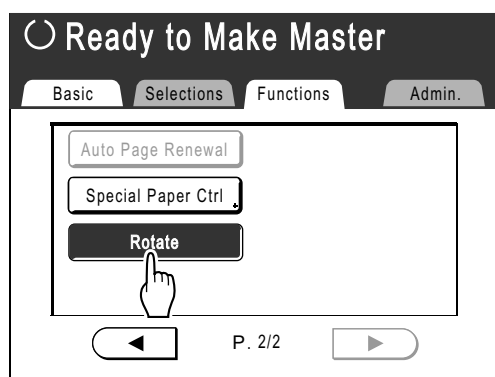 Ready to Make Master
Basic Selections Functions Admin.
Auto Page Renewal
Special Paper Ctrl
Rotate
P. 2/2